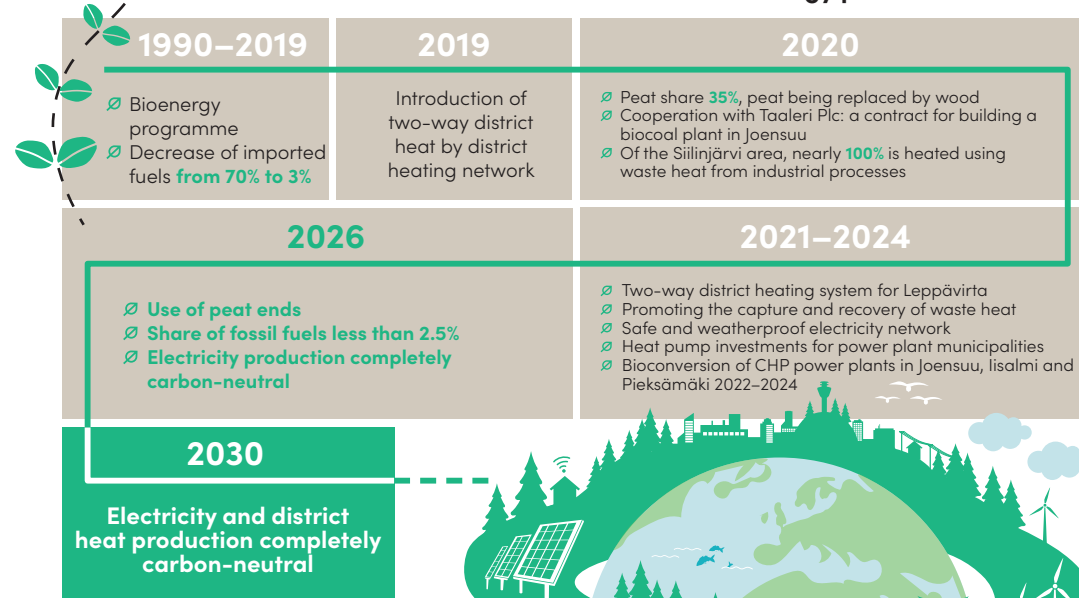 1990–2019
Bioenergy
programme
Decrease of imported
fuels from 70% to 3%
2019
Introduction of
two-way district
heat by district
heating network
2020
Peat share 35%, peat being replaced by wood
Cooperation with Taaleri Plc: a contract for building a
biocoal plant in Joensuu
Of the Siilinjärvi area, nearly 100% is heated using
waste heat from industrial processes
2021–2024
Two-way district heating system for Leppävirta
Promoting the capture and recovery of waste heat
Safe and weatherproof electricity network
Heat pump investments for power plant municipalities
Bioconversion of CHP power plants in Joensuu, Iisalmi and
Pieksämäki 2022–2024
2026
Use of peat ends
Share of fossil fuels less than 2.5%
Electricity production completely
carbon-neutral
2030
Electricity and district
heat production completely
carbon-neutral